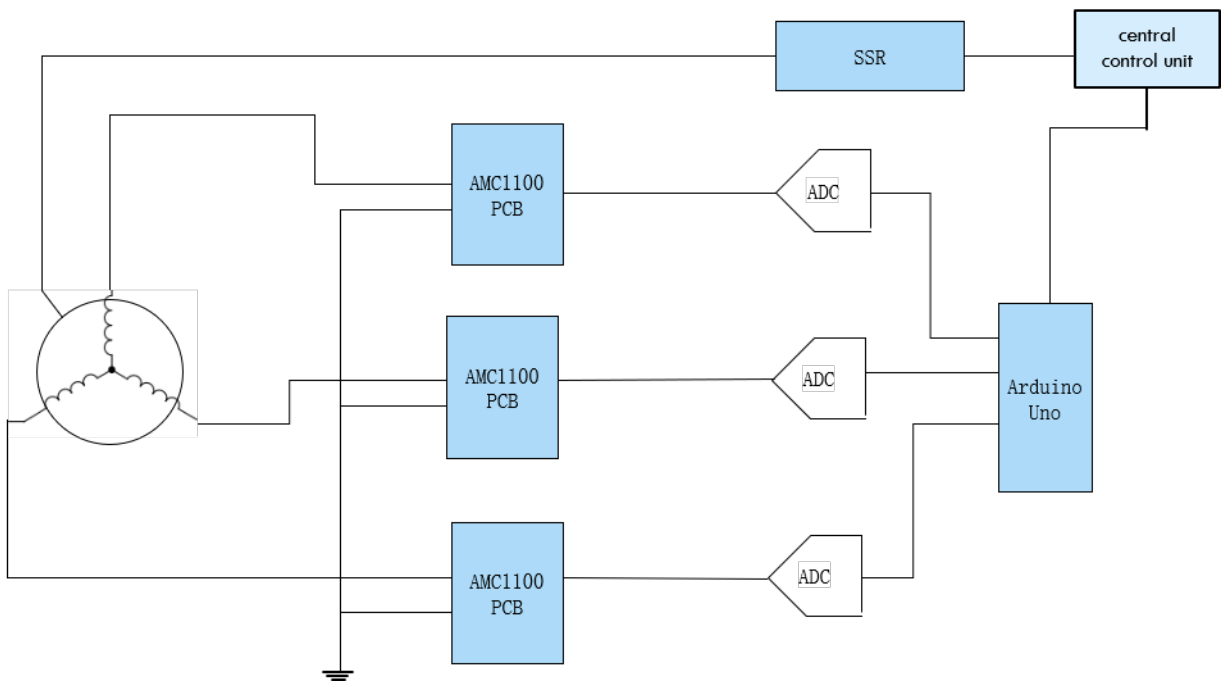 SSR
central
control unit
AMC1100
PCB
ADC
AMC1100
PCB
ADC
Arduino
Uno
AMC1100
PCB
ADC